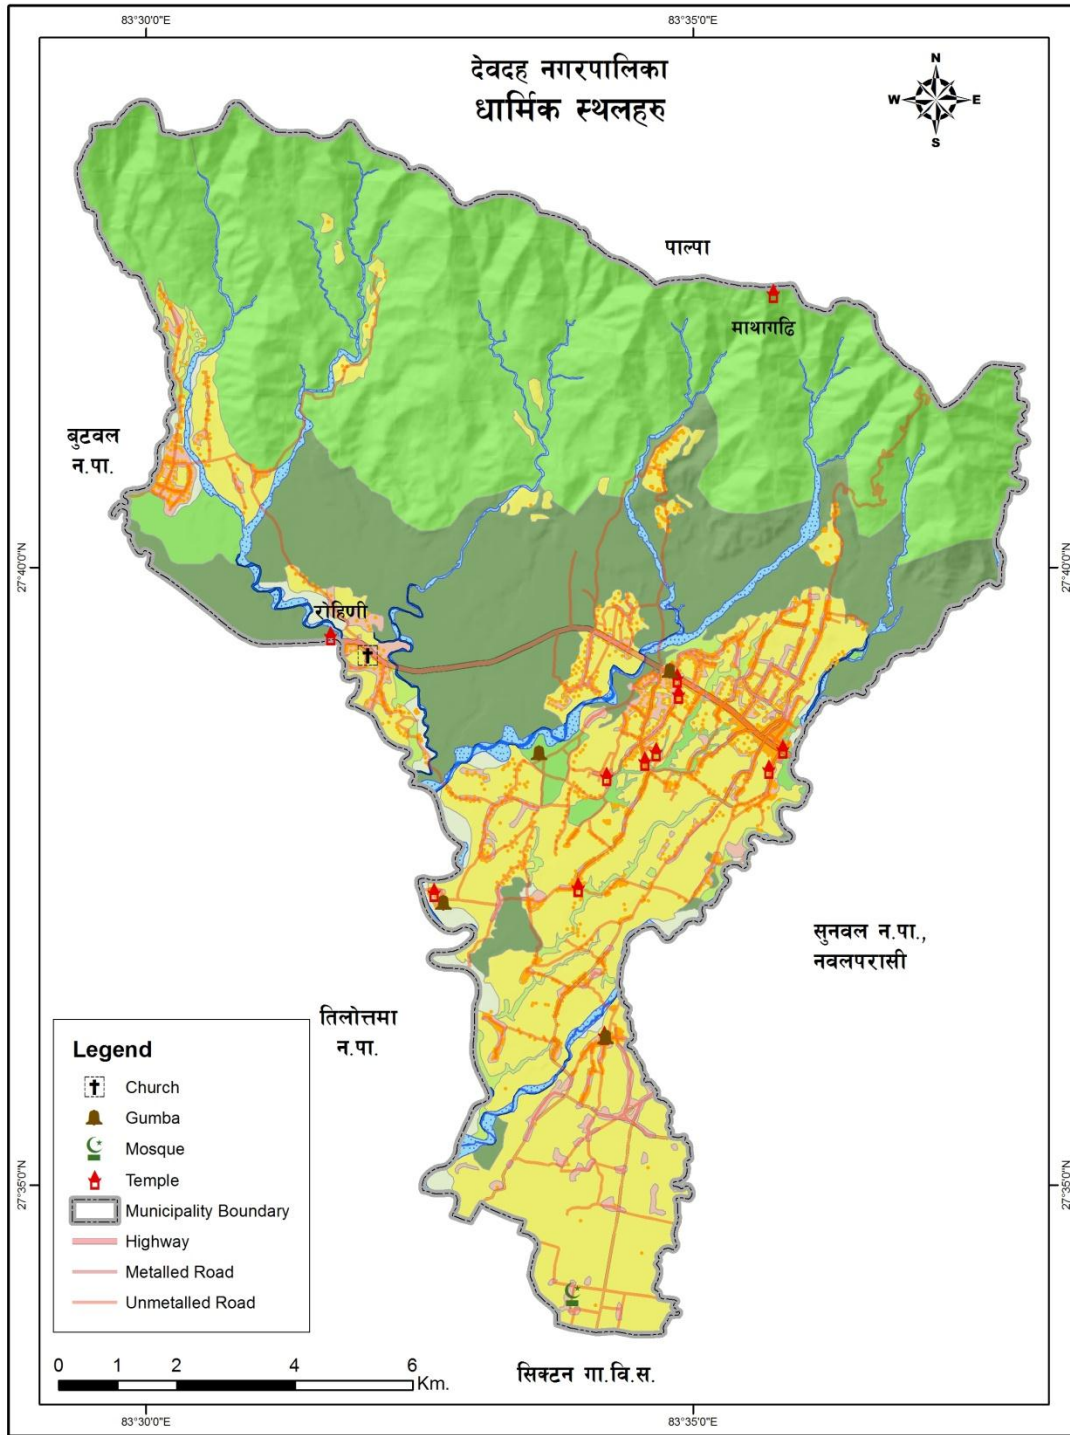 83°30'0"E
83°35'0"E
देवदह नगरपालिका
धार्मिक स्थलहरु
N
W
E
S
पाल्पा
माथागढि
बुटवल
न.पा.
27°40'0"N
27°40'0"N
रोहिणी
सुनवल न.पा.,
नवलपरासी
तिलोत्तमा
न.पा.
Legend
Church
Gumba
Mosque
Temple
Municipality Boundary
Highway
Metalled Road
Unmetalled Road
27°35'0"N
27°35'0"N
0 1 2 4 6
Km.
सिक्टन गा.वि.स.
83°30'0"E
83°35'0"E